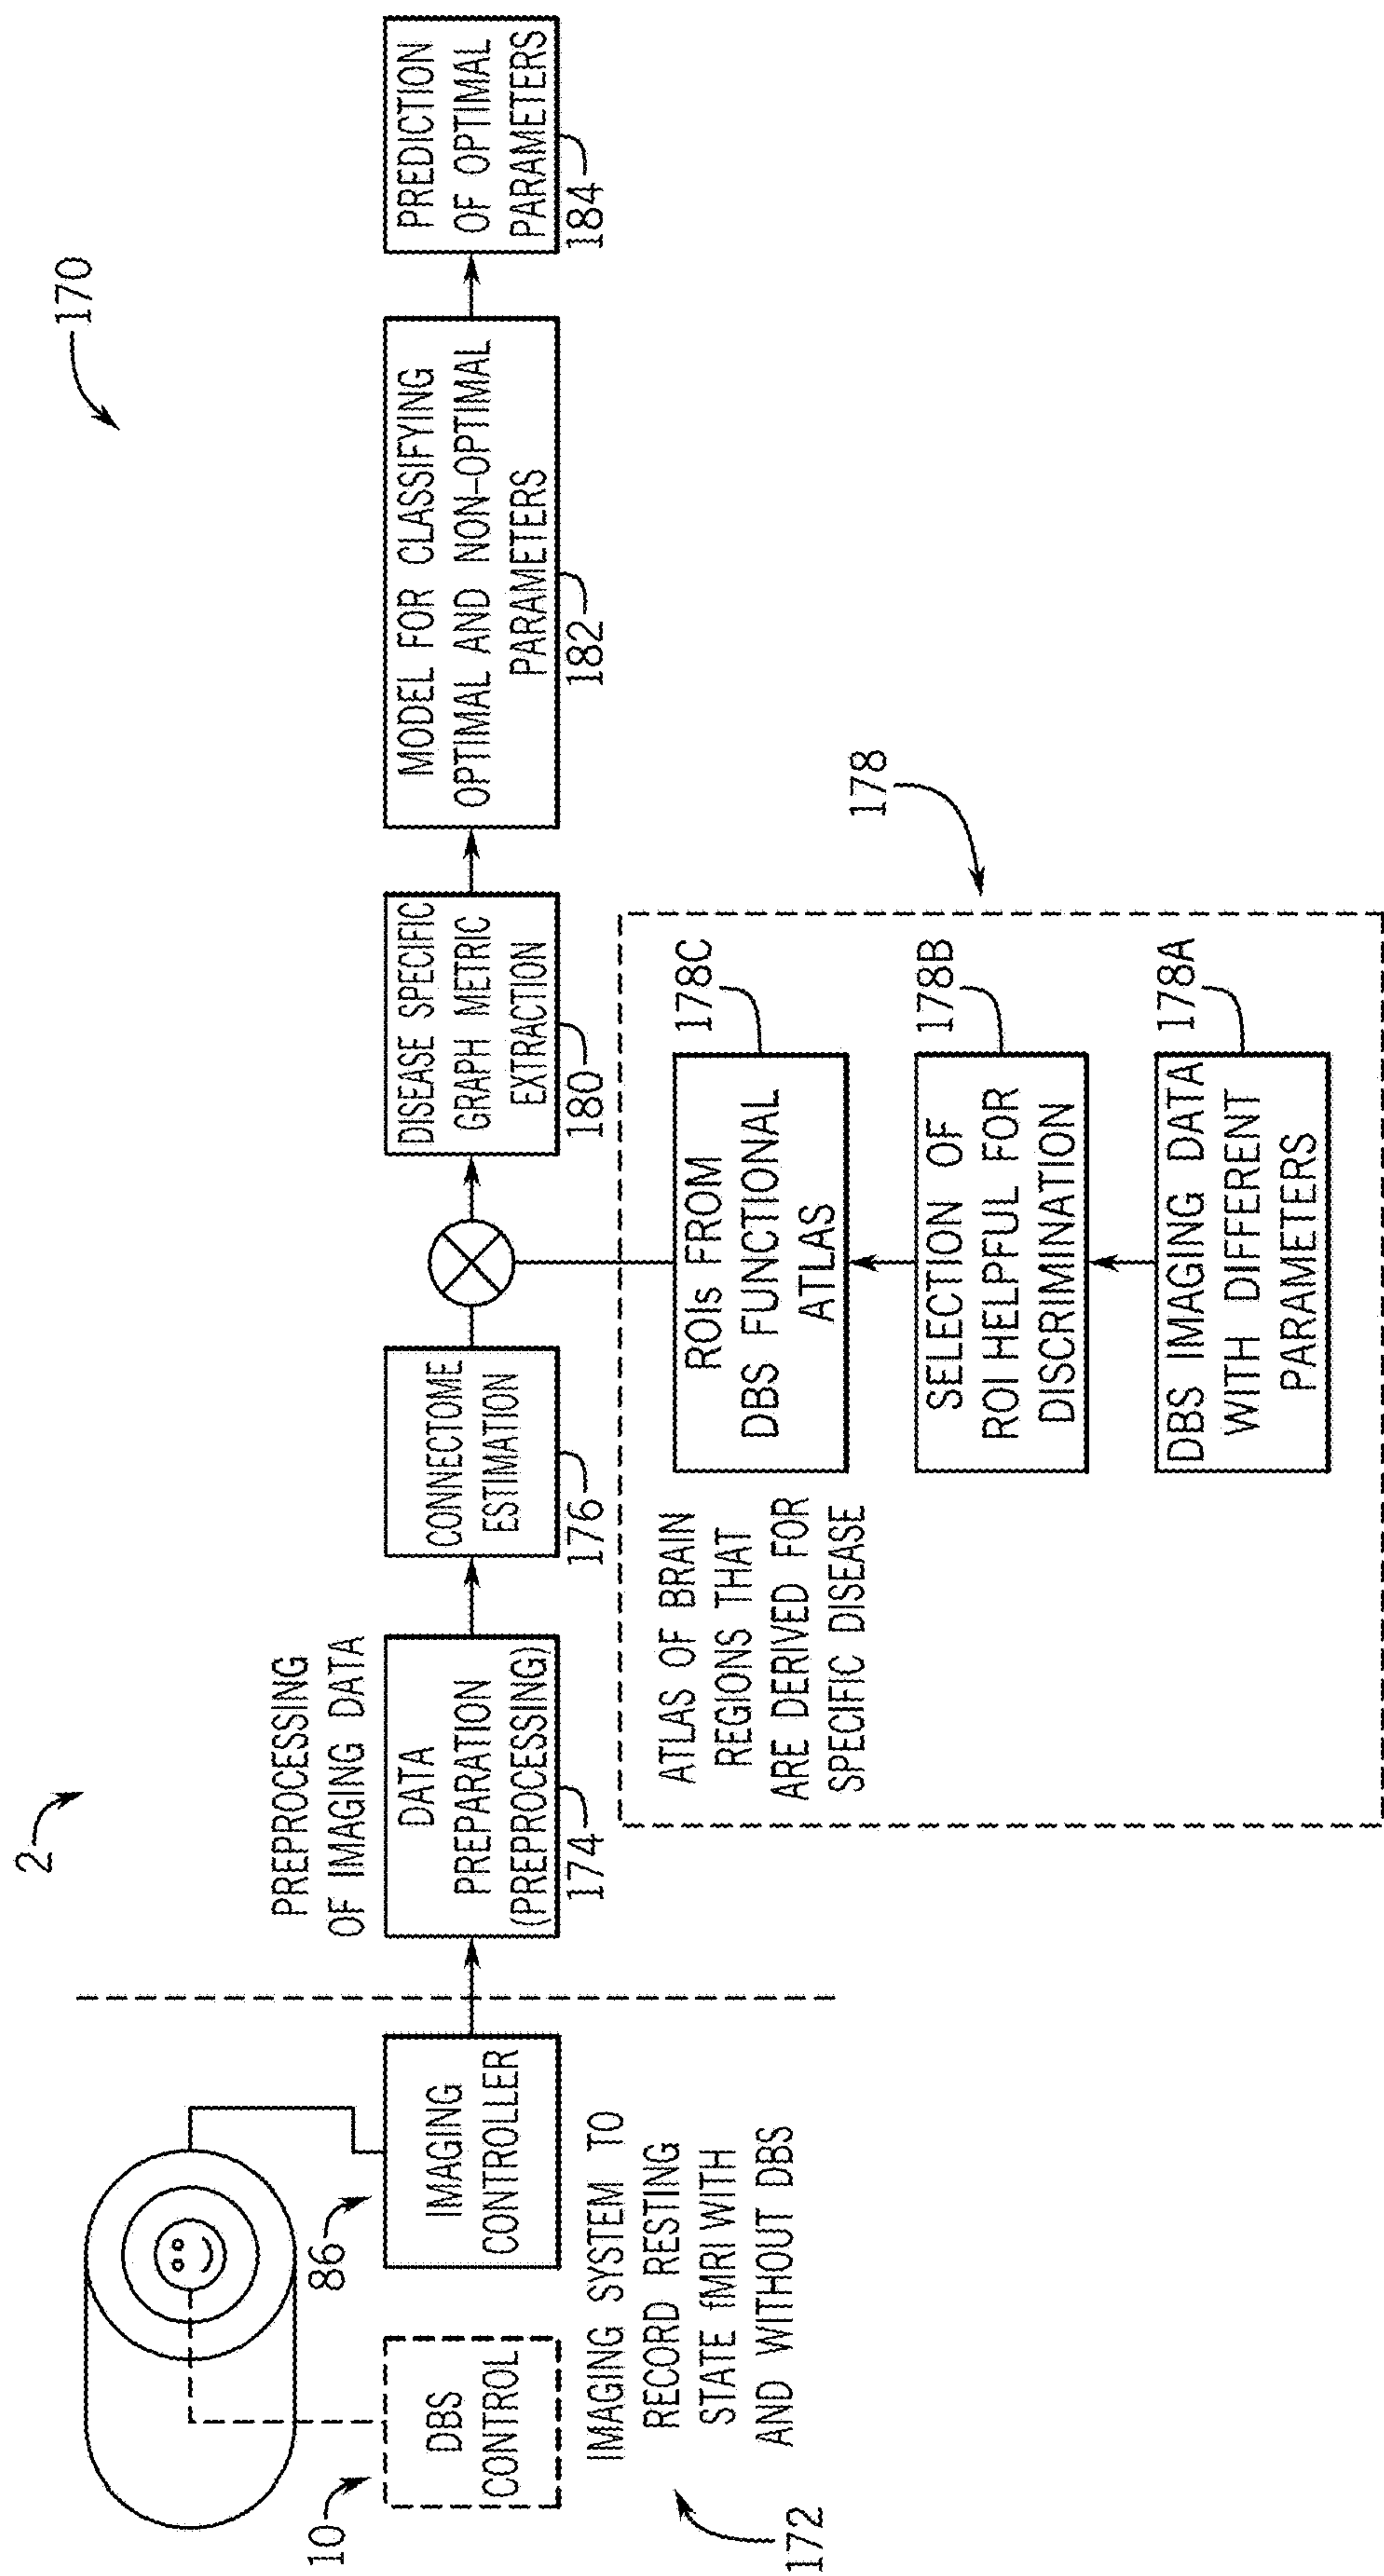 2
170
10
DBS
CONTROL
86
IMAGING
CONTROLLER
IMAGING SYSTEM TO
RECORD RESTING
STATE fMRI WITH
AND WITHOUT DBS
172
PREPROCESSING
OF IMAGING DATA
DATA
PREPARATION
(PREPROCESSING)
174
CONNECTOME
ESTIMATION
176
DISEASE SPECIFIC
GRAPH METRIC
EXTRACTION
180
MODEL FOR CLASSIFYING
OPTIMAL AND NON-OPTIMAL
PARAMETERS
182
PREDICTION
OF OPTIMAL
PARAMETERS
184
178
ATLAS OF BRAIN
REGIONS THAT
ARE DERIVED FOR
SPECIFIC DISEASE
ROIs FROM
DBS FUNCTIONAL
ATLAS
178C
SELECTION OF
ROI HELPFUL FOR
DISCRIMINATION
178B
DBS IMAGING DATA
WITH DIFFERENT
PARAMETERS
178A